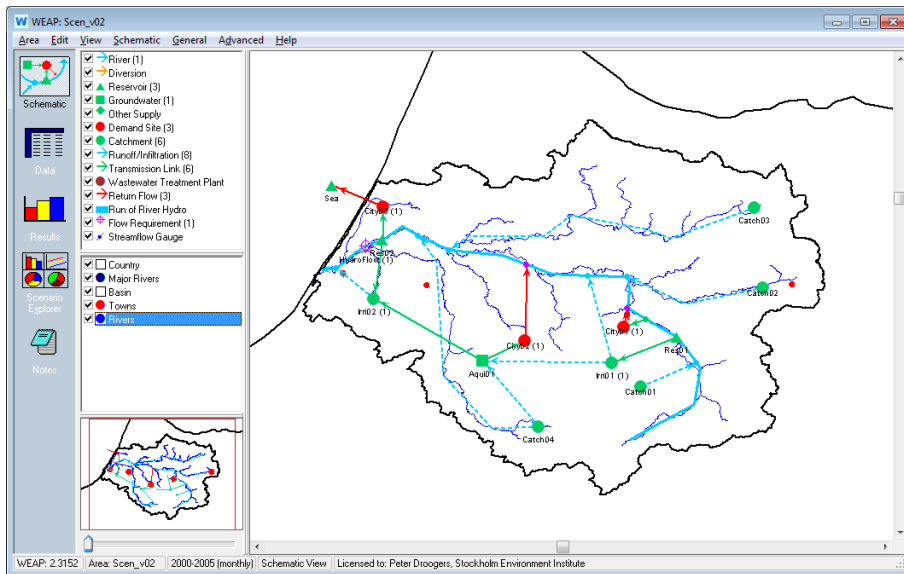 WEAP: Scen_v02
Area Edit View Schematic General Advanced Help
Schematic
Data
Results
Scenario Explorer
Notes
River (1)
Diversion
Reservoir (3)
Groundwater (1)
Other Supply
Demand Site (3)
Catchment (6)
Runoff/Infiltration (8)
Transmission Link (6)
Wastewater Treatment Plant
Return Flow (3)
Run of River Hydro
Flow Requirement (1)
Streamflow Gauge
Country
Major Rivers
Basin
Towns
Rivers
Sea
City03 (1)
Catch03
Res02
Catch02
Irri02 (1)
City01 (1)
City02 (1)
Res01
Aqui01
Irri01 (1)
Catch01
Catch04
WEAP: 2.3152 Area: Scen_v02 2000-2005 (monthly) Schematic View Licensed to: Peter Droogers, Stockholm Environment Institute